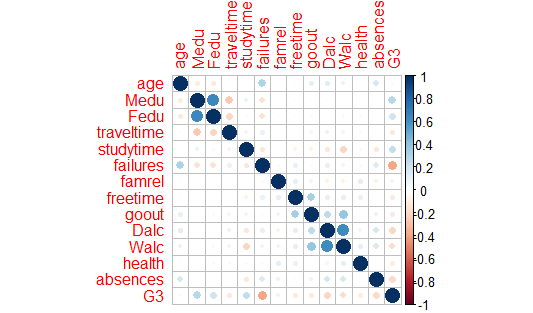 age Medu Fedu traveltime studytime failures famrel freetime goout Dalc Walc health absences G3
age
Medu
Fedu
traveltime
studytime
failures
famrel
freetime
goout
Dalc
Walc
health
absences
G3
1
0.8
0.6
0.4
0.2
0
-0.2
-0.4
-0.6
-0.8
-1